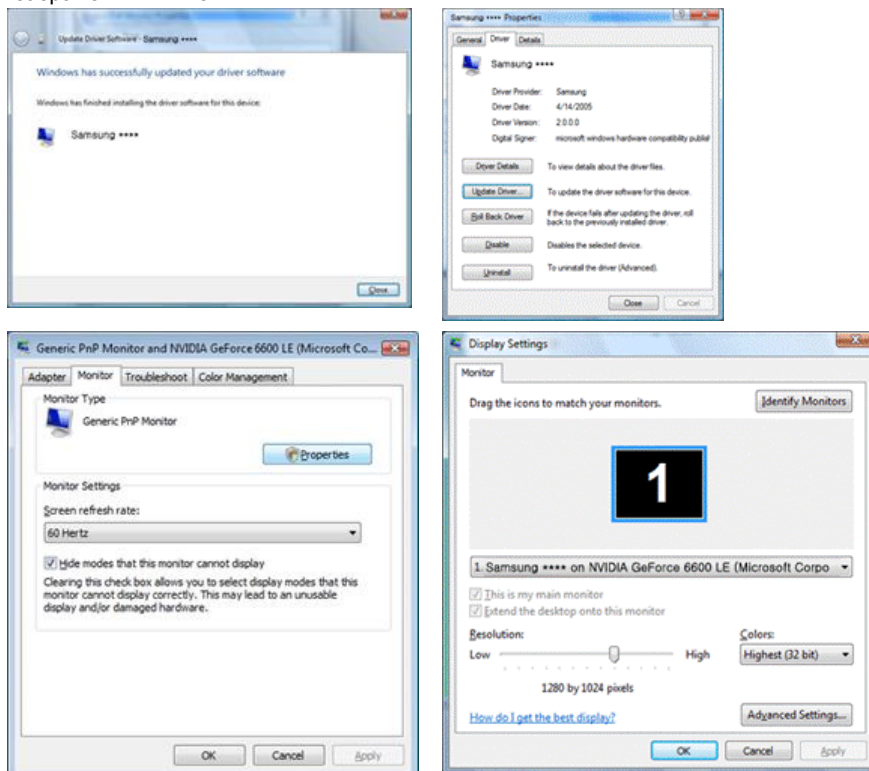 Update Driver Software - Samsung ****
Windows has successfully updated your driver software
Windows has finished installing the driver software for this device:
Samsung ****
Close
Samsung **** Properties
General Driver Details
Samsung ****
Driver Provider: Samsung
Driver Date: 4/14/2005
Driver Version: 2.0.0.0
Digital Signer: microsoft windows hardware compatibility publis
Driver Details To view details about the driver files.
Update Driver... To update the driver software for this device.
Roll Back Driver If the device fails after updating the driver, roll
back to the previously installed driver.
Disable Disables the selected device.
Uninstall To uninstall the driver (Advanced).
Close Cancel
Generic PnP Monitor and NVIDIA GeForce 6600 LE (Microsoft Co...
Adapter Monitor Troubleshoot Color Management
Monitor Type
Generic PnP Monitor
Properties
Monitor Settings
Screen refresh rate:
60 Hertz
Hide modes that this monitor cannot display
Clearing this check box allows you to select display modes that this
monitor cannot display correctly. This may lead to an unusable
display and/or damaged hardware.
OK Cancel Apply
Display Settings
Monitor
Drag the icons to match your monitors.
Identify Monitors
1
1. Samsung **** on NVIDIA GeForce 6600 LE (Microsoft Corpo
This is my main monitor
Extend the desktop onto this monitor
Resolution: Colors:
Low High Highest (32 bit)
1280 by 1024 pixels
How do I get the best display? Advanced Settings...
OK Cancel Apply